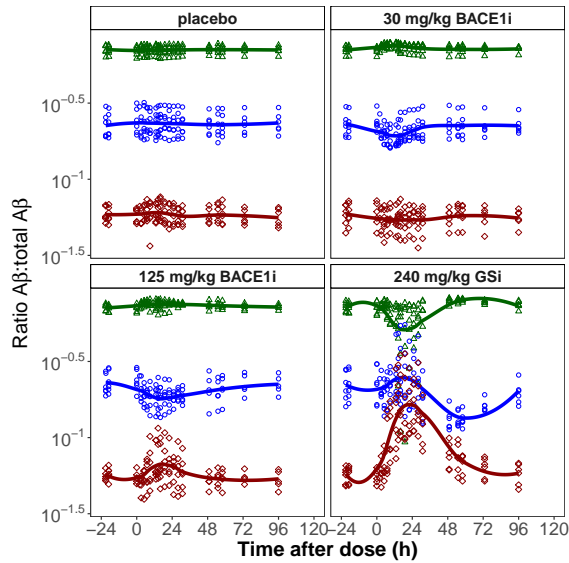 placebo
30 mg/kg BACE1i
10^−0.5
10^−1
10^−1.5
125 mg/kg BACE1i
240 mg/kg GSi
10^−0.5
10^−1
10^−1.5
Ratio Aβ:total Aβ
−24 0 24 48 72 96 120
−24 0 24 48 72 96 120
Time after dose (h)